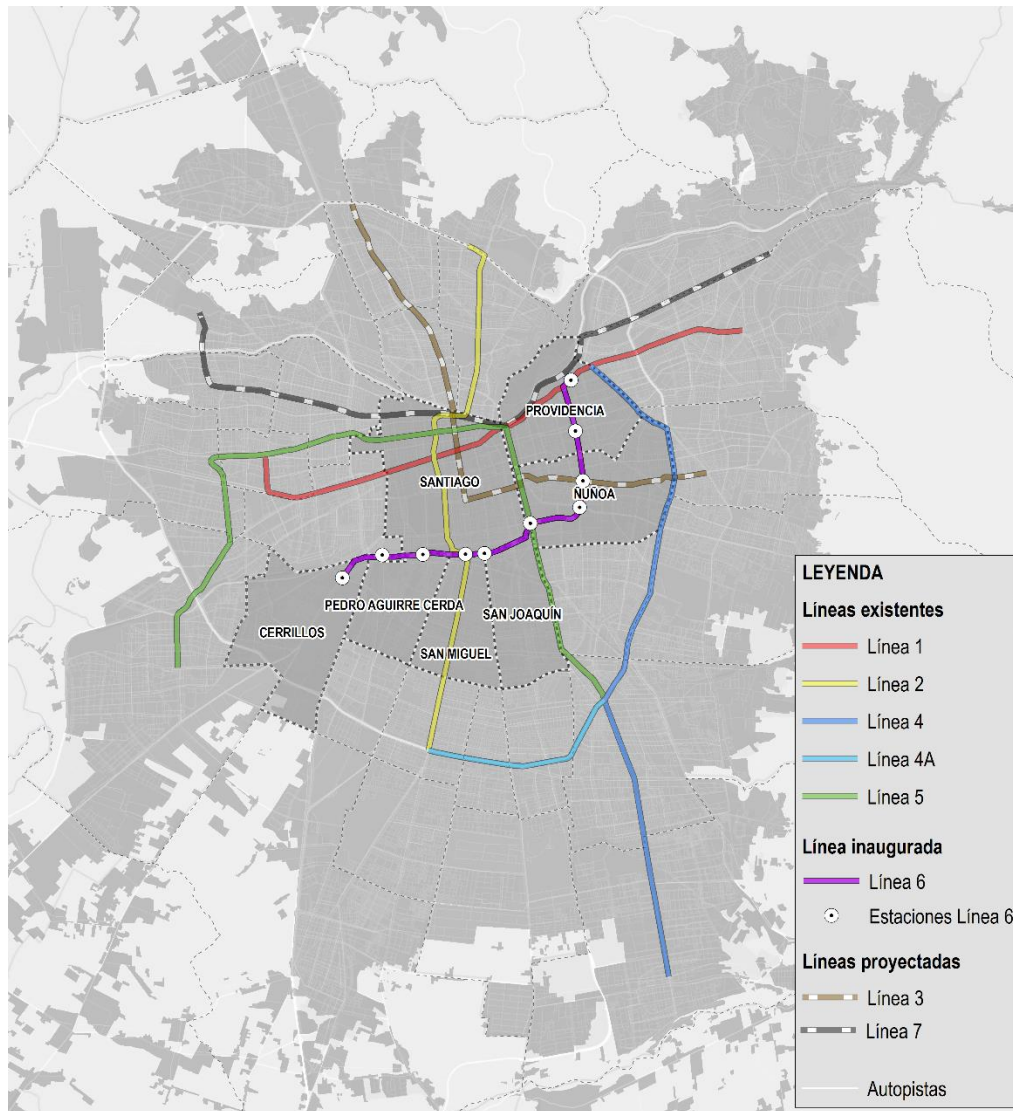 PROVIDENCIA
SANTIAGO
ÑUÑOA
PEDRO AGUIRRE CERDA
SAN JOAQUÍN
CERRILLOS
SAN MIGUEL
LEYENDA
Líneas existentes
Línea 1
Línea 2
Línea 4
Línea 4A
Línea 5
Línea inaugurada
Línea 6
Estaciones Línea 6
Líneas proyectadas
Línea 3
Línea 7
Autopistas